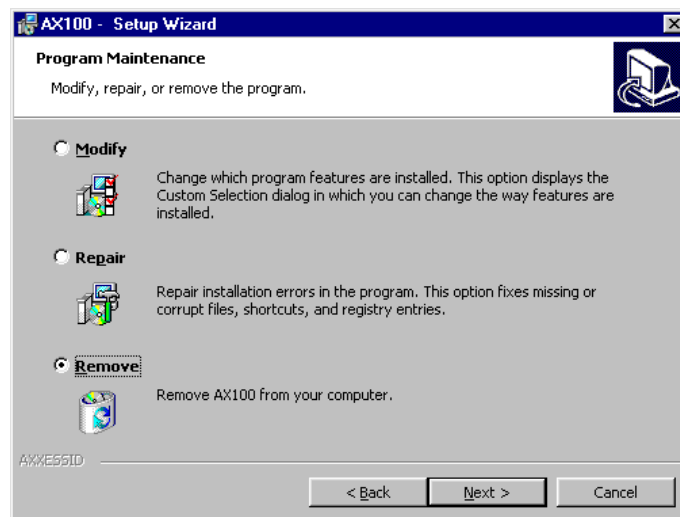 AX100 - Setup Wizard
Program Maintenance
Modify, repair, or remove the program.
Modify
Change which program features are installed. This option displays the
Custom Selection dialog in which you can change the way features are
installed.
Repair
Repair installation errors in the program. This option fixes missing or
corrupt files, shortcuts, and registry entries.
Remove
Remove AX100 from your computer.
AXXESSID
< Back
Next >
Cancel